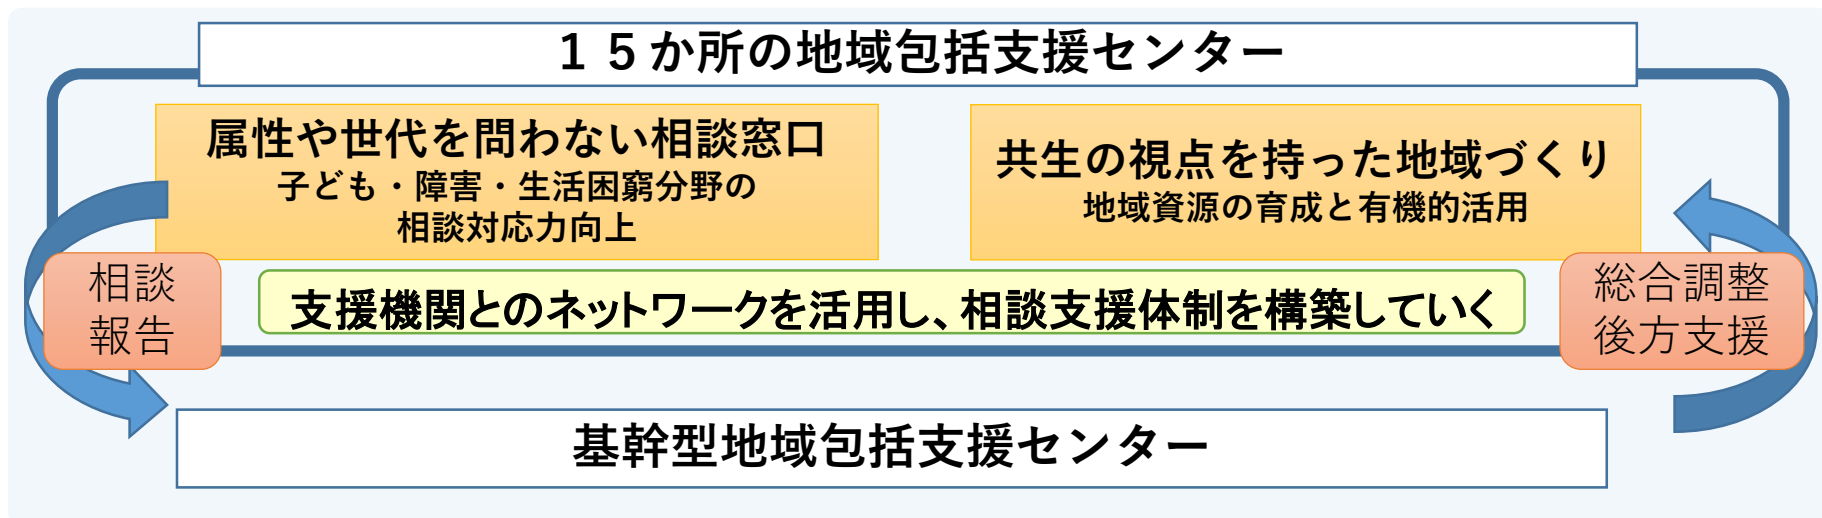 １５か所の地域包括支援センター
属性や世代を問わない相談窓口
子ども・障害・生活困窮分野の
相談対応力向上
共生の視点を持った地域づくり
地域資源の育成と有機的活用
相談
報告
支援機関とのネットワークを活用し、相談支援体制を構築していく
総合調整
後方支援
基幹型地域包括支援センター